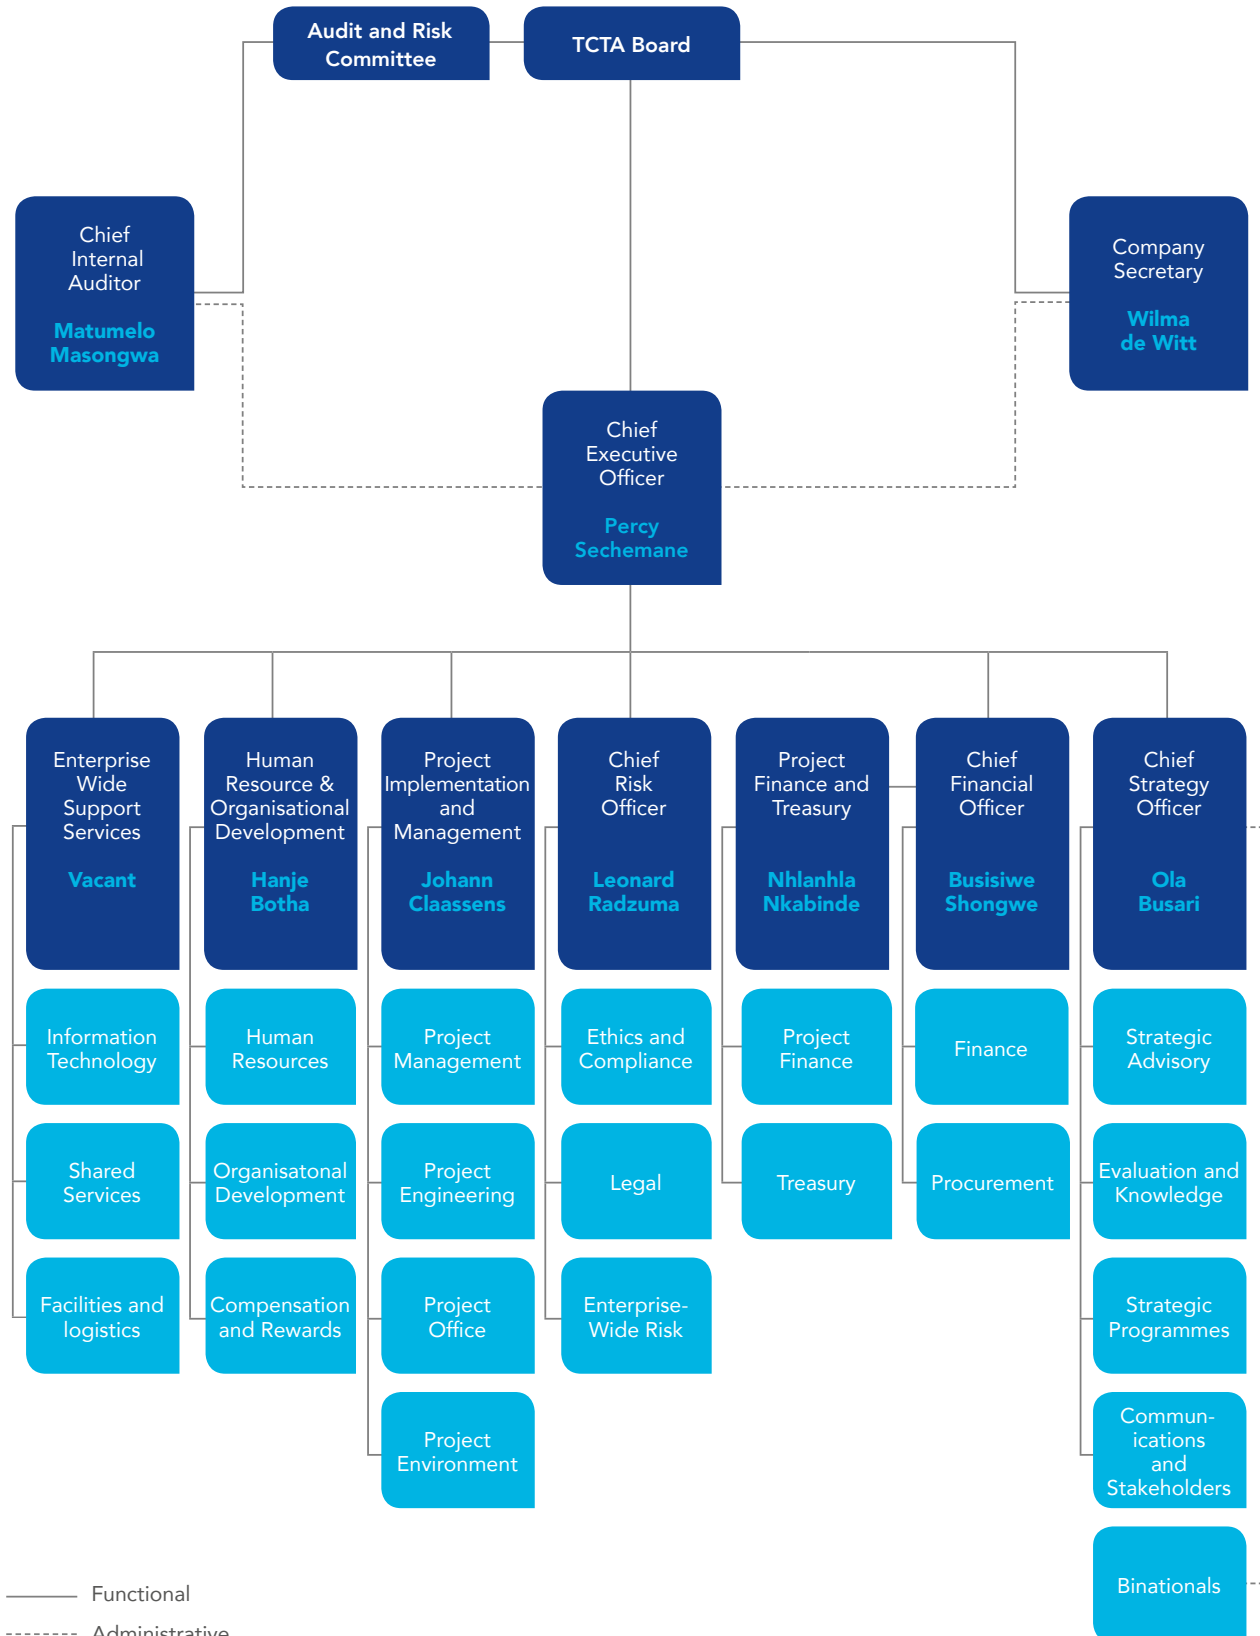 Audit and Risk
Committee
TCTA Board
Chief
Internal
Auditor
Matumelo
Masongwa
Company
Secretary
Wilma
de Witt
Chief
Executive
Officer
Percy
Sechemane
Enterprise
Wide
Support
Services
Vacant
Human
Resource &
Organisational
Development
Hanje
Botha
Project
Implementation
and
Management
Johann
Claassens
Chief
Risk
Officer
Leonard
Radzuma
Project
Finance and
Treasury
Nhlanhla
Nkabinde
Chief
Financial
Officer
Busisiwe
Shongwe
Chief
Strategy
Officer
Ola
Busari
Information
Technology
Human
Resources
Project
Management
Ethics and
Compliance
Project
Finance
Finance
Strategic
Advisory
Shared
Services
Organisatonal
Development
Project
Engineering
Legal
Treasury
Procurement
Evaluation and
Knowledge
Facilities and
logistics
Compensation
and Rewards
Project
Office
Enterprise-
Wide Risk
Strategic
Programmes
Project
Environment
Commun-
ications
and
Stakeholders
Binationals
Functional
Administrative